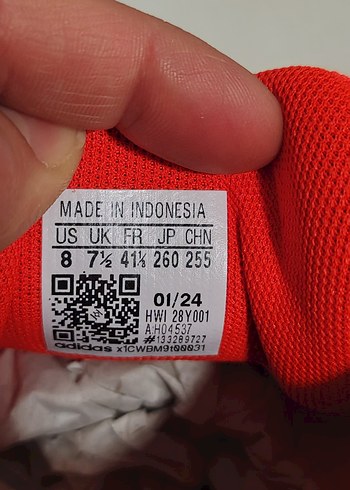 MADE IN INDONESIA
US UK FR JP CHN
8 7½ 41⅓ 260 255
01/24
HWI 28Y001
A:H04537
#133289727
adidas x1CWBM9t00031